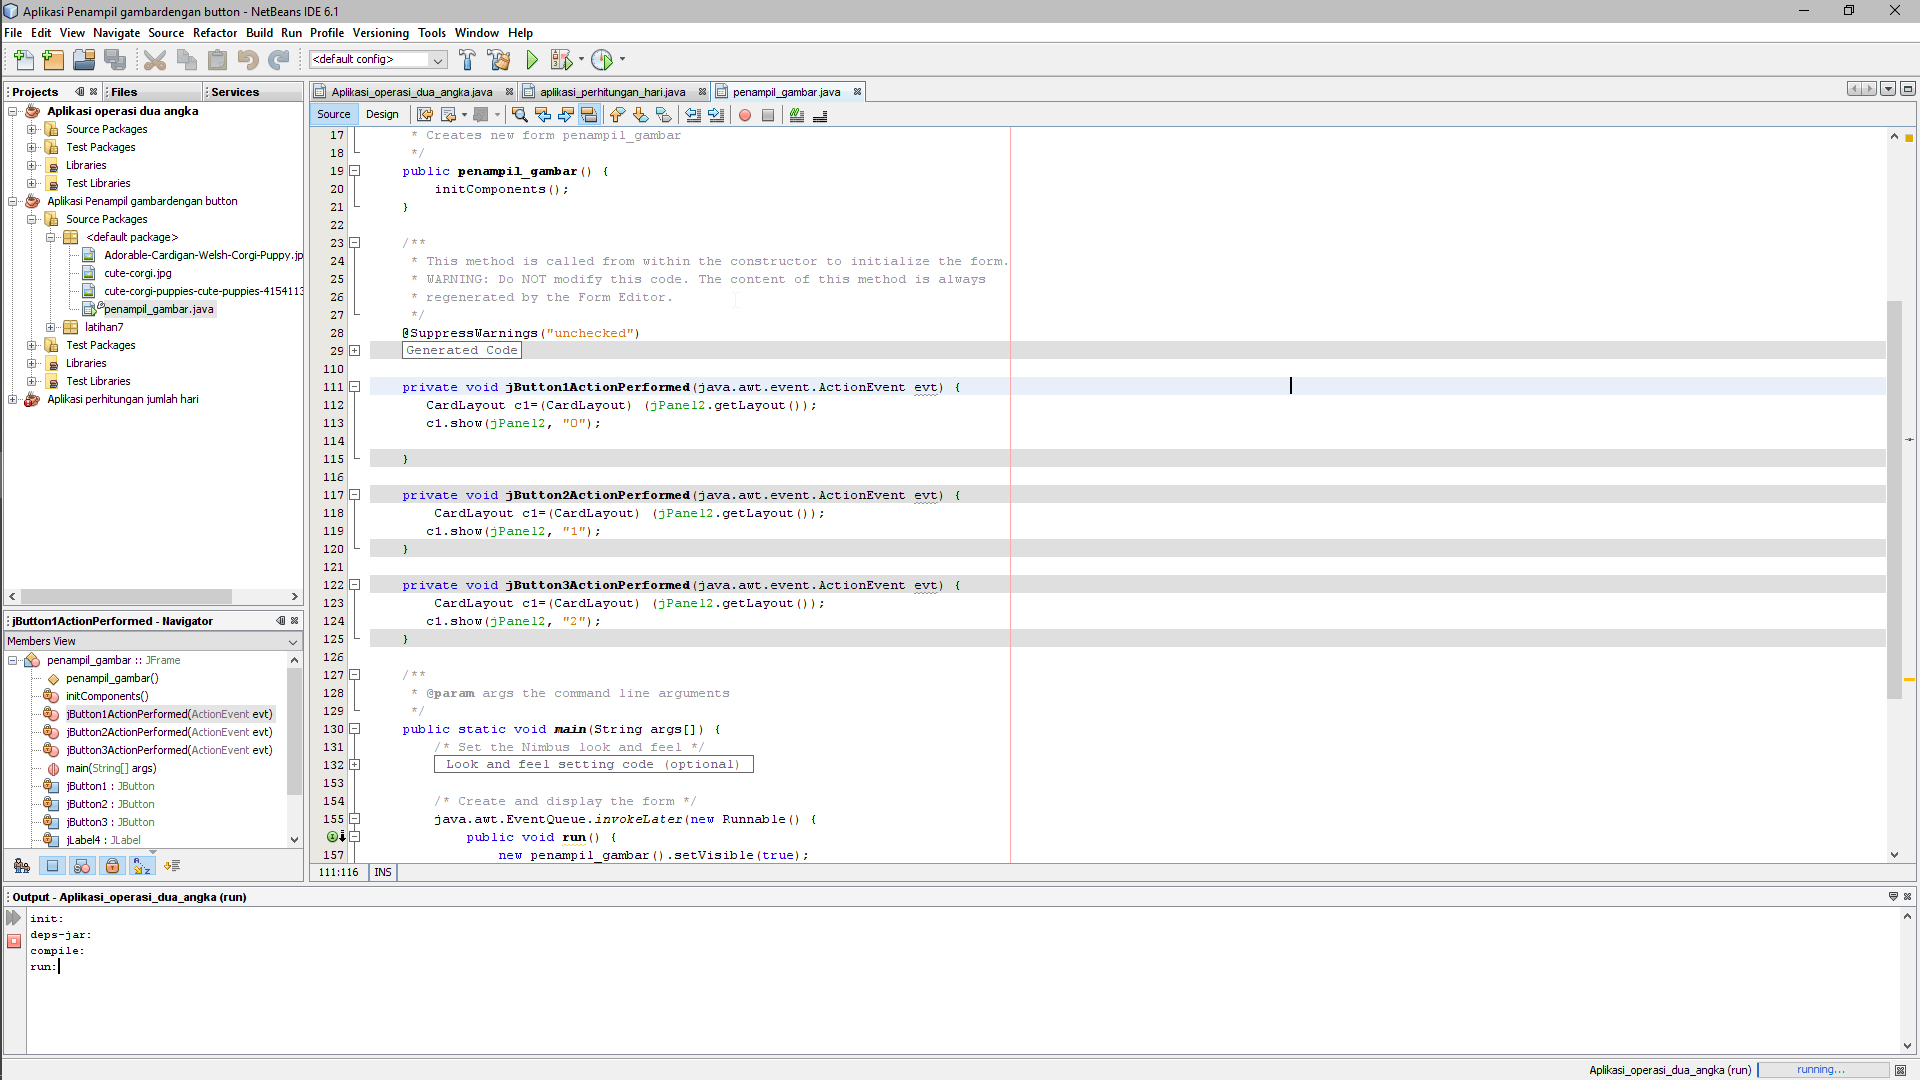 Aplikasi Penampil gambardengan button - NetBeans IDE 6.1
File Edit View Navigate Source Refactor Build Run Profile Versioning Tools Window Help
<default config>
Projects Files Services
Aplikasi operasi dua angka
Source Packages
Test Packages
Libraries
Test Libraries
Aplikasi Penampil gambardengan button
Source Packages
<default package>
Adorable-Cardigan-Welsh-Corgi-Puppy.jp
cute-corgi.jpg
cute-corgi-puppies-cute-puppies-4154113
penampil_gambar.java
latihan7
Test Packages
Libraries
Test Libraries
Aplikasi perhitungan jumlah hari
jButton1ActionPerformed - Navigator
Members View
penampil_gambar :: JFrame
penampil_gambar()
initComponents()
jButton1ActionPerformed(ActionEvent evt)
jButton2ActionPerformed(ActionEvent evt)
jButton3ActionPerformed(ActionEvent evt)
main(String[] args)
jButton1 : JButton
jButton2 : JButton
jButton3 : JButton
jLabel4 : JLabel
Aplikasi_operasi_dua_angka.java aplikasi_perhitungan_hari.java penampil_gambar.java
Source Design
17 * Creates new form penampil_gambar
18 */
19 public penampil_gambar() {
20 initComponents();
21 }
22
23 /**
24 * This method is called from within the constructor to initialize the form.
25 * WARNING: Do NOT modify this code. The content of this method is always
26 * regenerated by the Form Editor.
27 */
28 @SuppressWarnings("unchecked")
29 Generated Code
110
111 private void jButton1ActionPerformed(java.awt.event.ActionEvent evt) {
112 CardLayout c1=(CardLayout) (jPanel2.getLayout());
113 c1.show(jPanel2, "0");
114
115 }
116
117 private void jButton2ActionPerformed(java.awt.event.ActionEvent evt) {
118 CardLayout c1=(CardLayout) (jPanel2.getLayout());
119 c1.show(jPanel2, "1");
120 }
121
122 private void jButton3ActionPerformed(java.awt.event.ActionEvent evt) {
123 CardLayout c1=(CardLayout) (jPanel2.getLayout());
124 c1.show(jPanel2, "2");
125 }
126
127 /**
128 * @param args the command line arguments
129 */
130 public static void main(String args[]) {
131 /* Set the Nimbus look and feel */
132 Look and feel setting code (optional)
153
154 /* Create and display the form */
155 java.awt.EventQueue.invokeLater(new Runnable() {
public void run() {
157 new penampil_gambar().setVisible(true);
111:116 INS
Output - Aplikasi_operasi_dua_angka (run)
init:
deps-jar:
compile:
run:
Aplikasi_operasi_dua_angka (run) running...